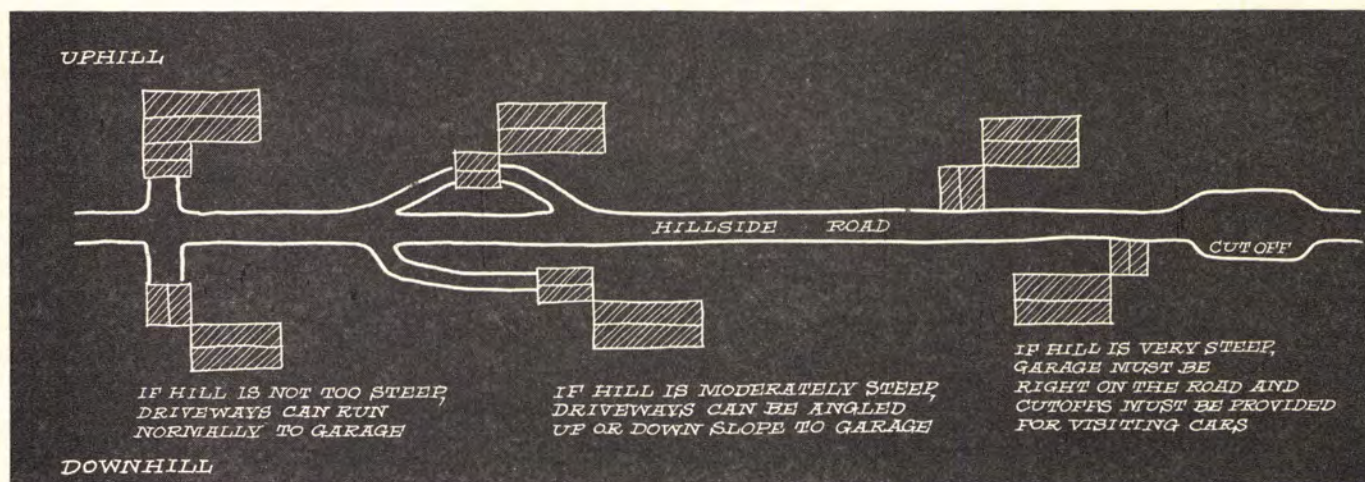 UPHILL
HILLSIDE ROAD
CUTOFF
IF HILL IS NOT TOO STEEP,
DRIVEWAYS CAN RUN
NORMALLY TO GARAGE
IF HILL IS MODERATELY STEEP,
DRIVEWAYS CAN BE ANGLED
UP OR DOWN SLOPE TO GARAGE
IF HILL IS VERY STEEP,
GARAGE MUST BE
RIGHT ON THE ROAD AND
CUTOFFS MUST BE PROVIDED
FOR VISITING CARS
DOWNHILL